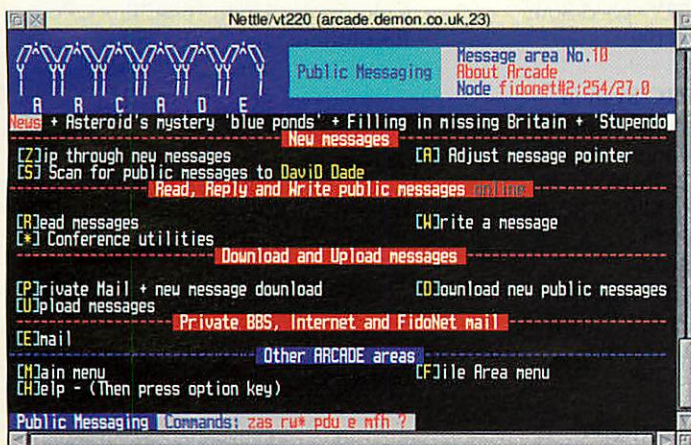 Nettle/vt220 (arcade.demon.co.uk,23)
A R C A D E
Public Messaging
Message area No.10
About Arcade
Node fidonet#2:254/27.0
News + Asteroid's mystery 'blue ponds' + Filling in missing Britain + 'Stupendo
New messages
[Z]ip through new messages [A] Adjust message pointer
[S] Scan for public messages to DaviD Dade
Read, Reply and Write public messages online
[R]ead messages [W]rite a message
[*] Conference utilities
Download and Upload messages
[P]rivate Mail + new message download [D]ownload new public messages
[U]pload messages
Private BBS, Internet and FidoNet mail
[E]mail
Other ARCADE areas
[M]ain menu [F]ile Area menu
[H]elp - (Then press option key)
Public Messaging Commands: zas ru* pdu e mfh ?